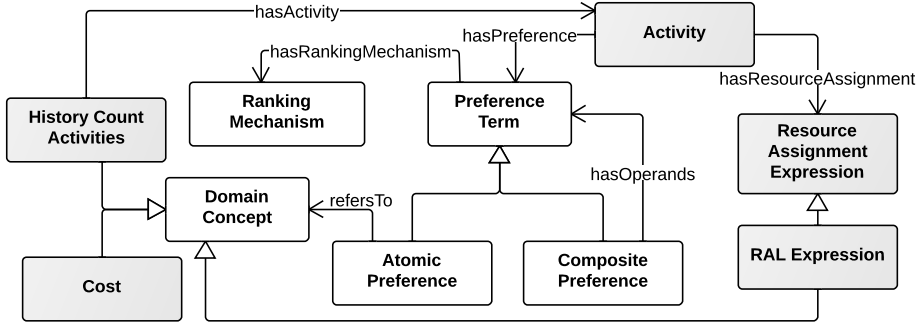 hasActivity
Activity
hasPreference
hasRankingMechanism
hasResourceAssignment
Ranking
Mechanism
Preference
Term
History Count
Activities
Resource
Assignment
Expression
hasOperands
Domain
Concept
refersTo
Atomic
Preference
Composite
Preference
RAL Expression
Cost